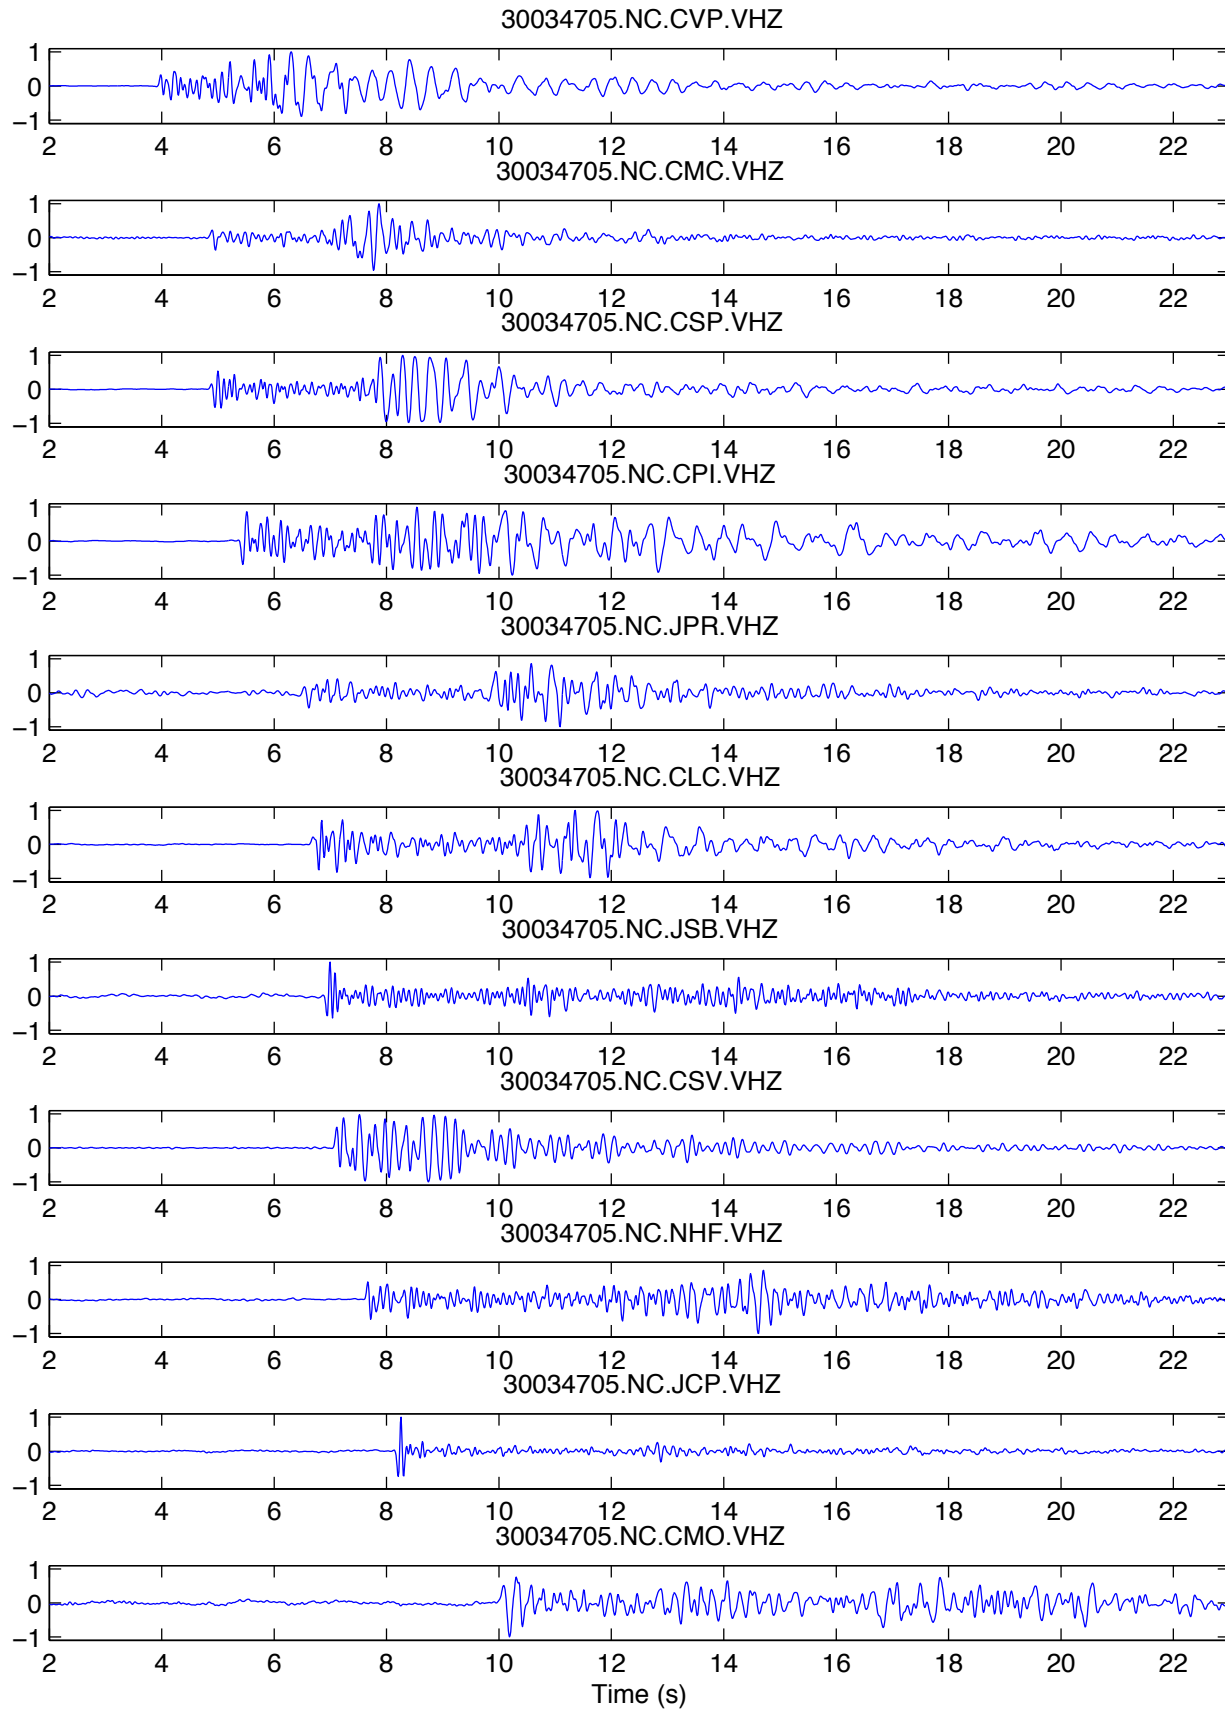 30034705.NC.CVP.VHZ
1
0
−1
2 4 6 8 10 12 14 16 18 20 22
30034705.NC.CMC.VHZ
1
0
−1
2 4 6 8 10 12 14 16 18 20 22
30034705.NC.CSP.VHZ
1
0
−1
2 4 6 8 10 12 14 16 18 20 22
30034705.NC.CPI.VHZ
1
0
−1
2 4 6 8 10 12 14 16 18 20 22
30034705.NC.JPR.VHZ
1
0
−1
2 4 6 8 10 12 14 16 18 20 22
30034705.NC.CLC.VHZ
1
0
−1
2 4 6 8 10 12 14 16 18 20 22
30034705.NC.JSB.VHZ
1
0
−1
2 4 6 8 10 12 14 16 18 20 22
30034705.NC.CSV.VHZ
1
0
−1
2 4 6 8 10 12 14 16 18 20 22
30034705.NC.NHF.VHZ
1
0
−1
2 4 6 8 10 12 14 16 18 20 22
30034705.NC.JCP.VHZ
1
0
−1
2 4 6 8 10 12 14 16 18 20 22
30034705.NC.CMO.VHZ
1
0
−1
2 4 6 8 10 12 14 16 18 20 22
Time (s)